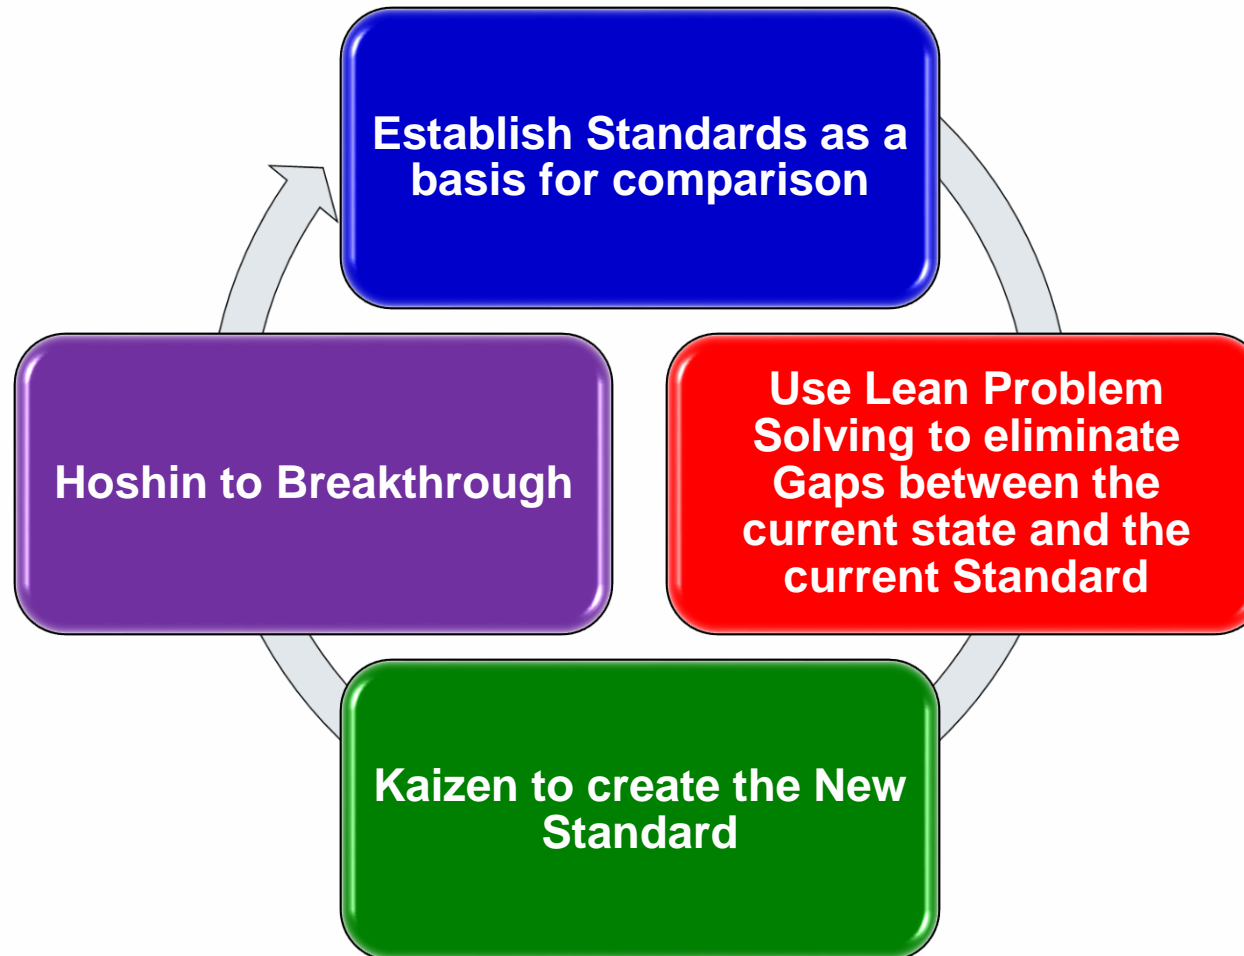 Establish Standards as a
basis for comparison
Use Lean Problem
Solving to eliminate
Gaps between the
current state and the
current Standard
Kaizen to create the New
Standard
Hoshin to Breakthrough